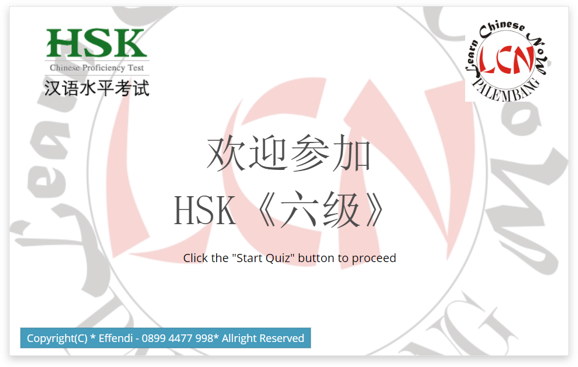 HSK
Chinese Proficiency Test
汉语水平考试
Learn Chinese NoW
LCN
PALEMBANG
欢迎参加
HSK《六级》
Click the "Start Quiz" button to proceed
Copyright(C) * Effendi - 0899 4477 998* Allright Reserved